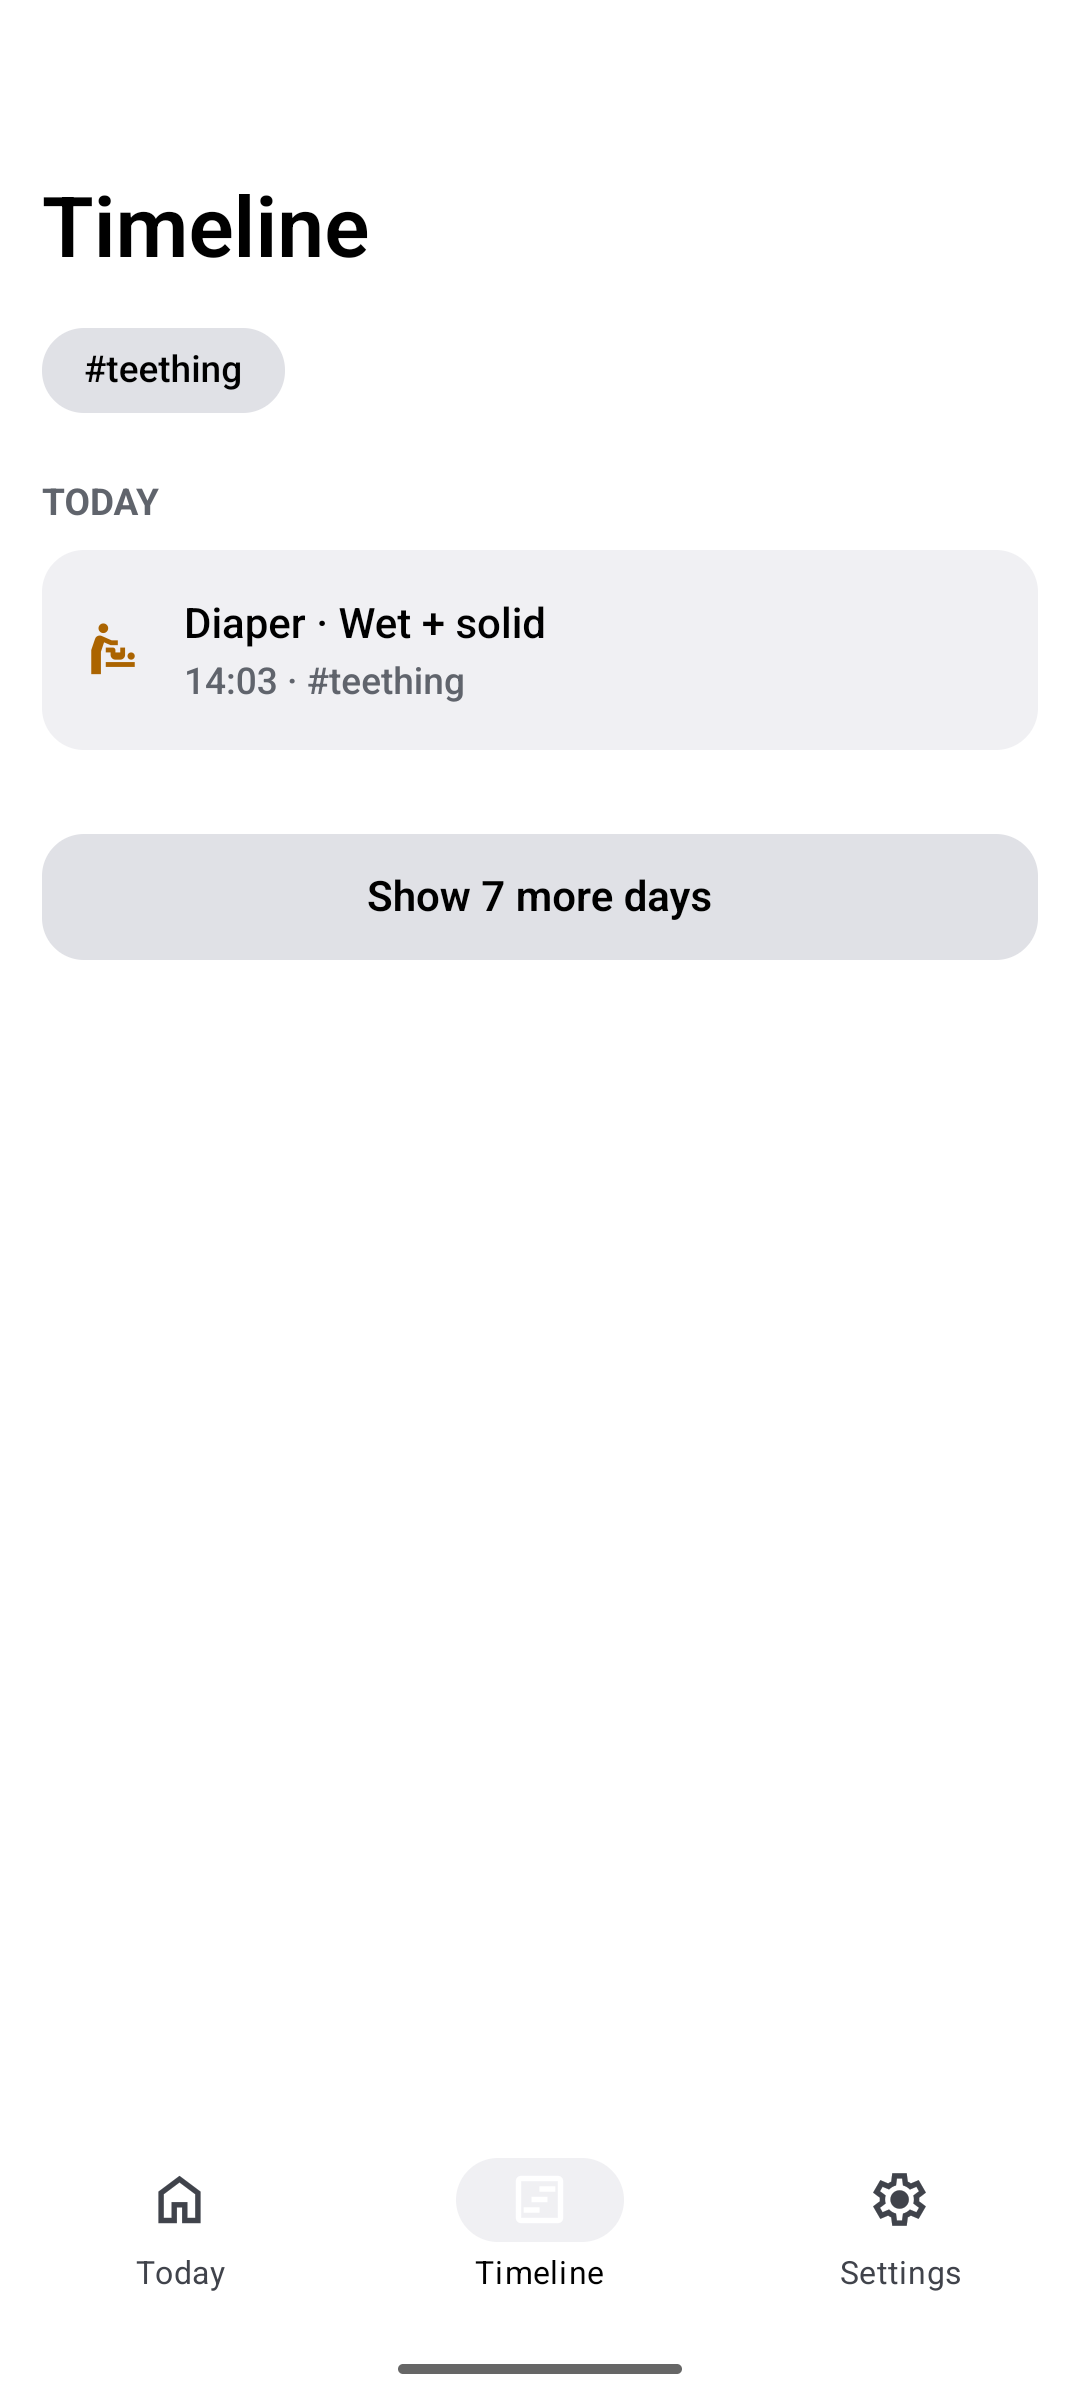 Timeline
#teething
TODAY
Diaper · Wet + solid
14:03 · #teething
Show 7 more days
Today
Timeline
Settings